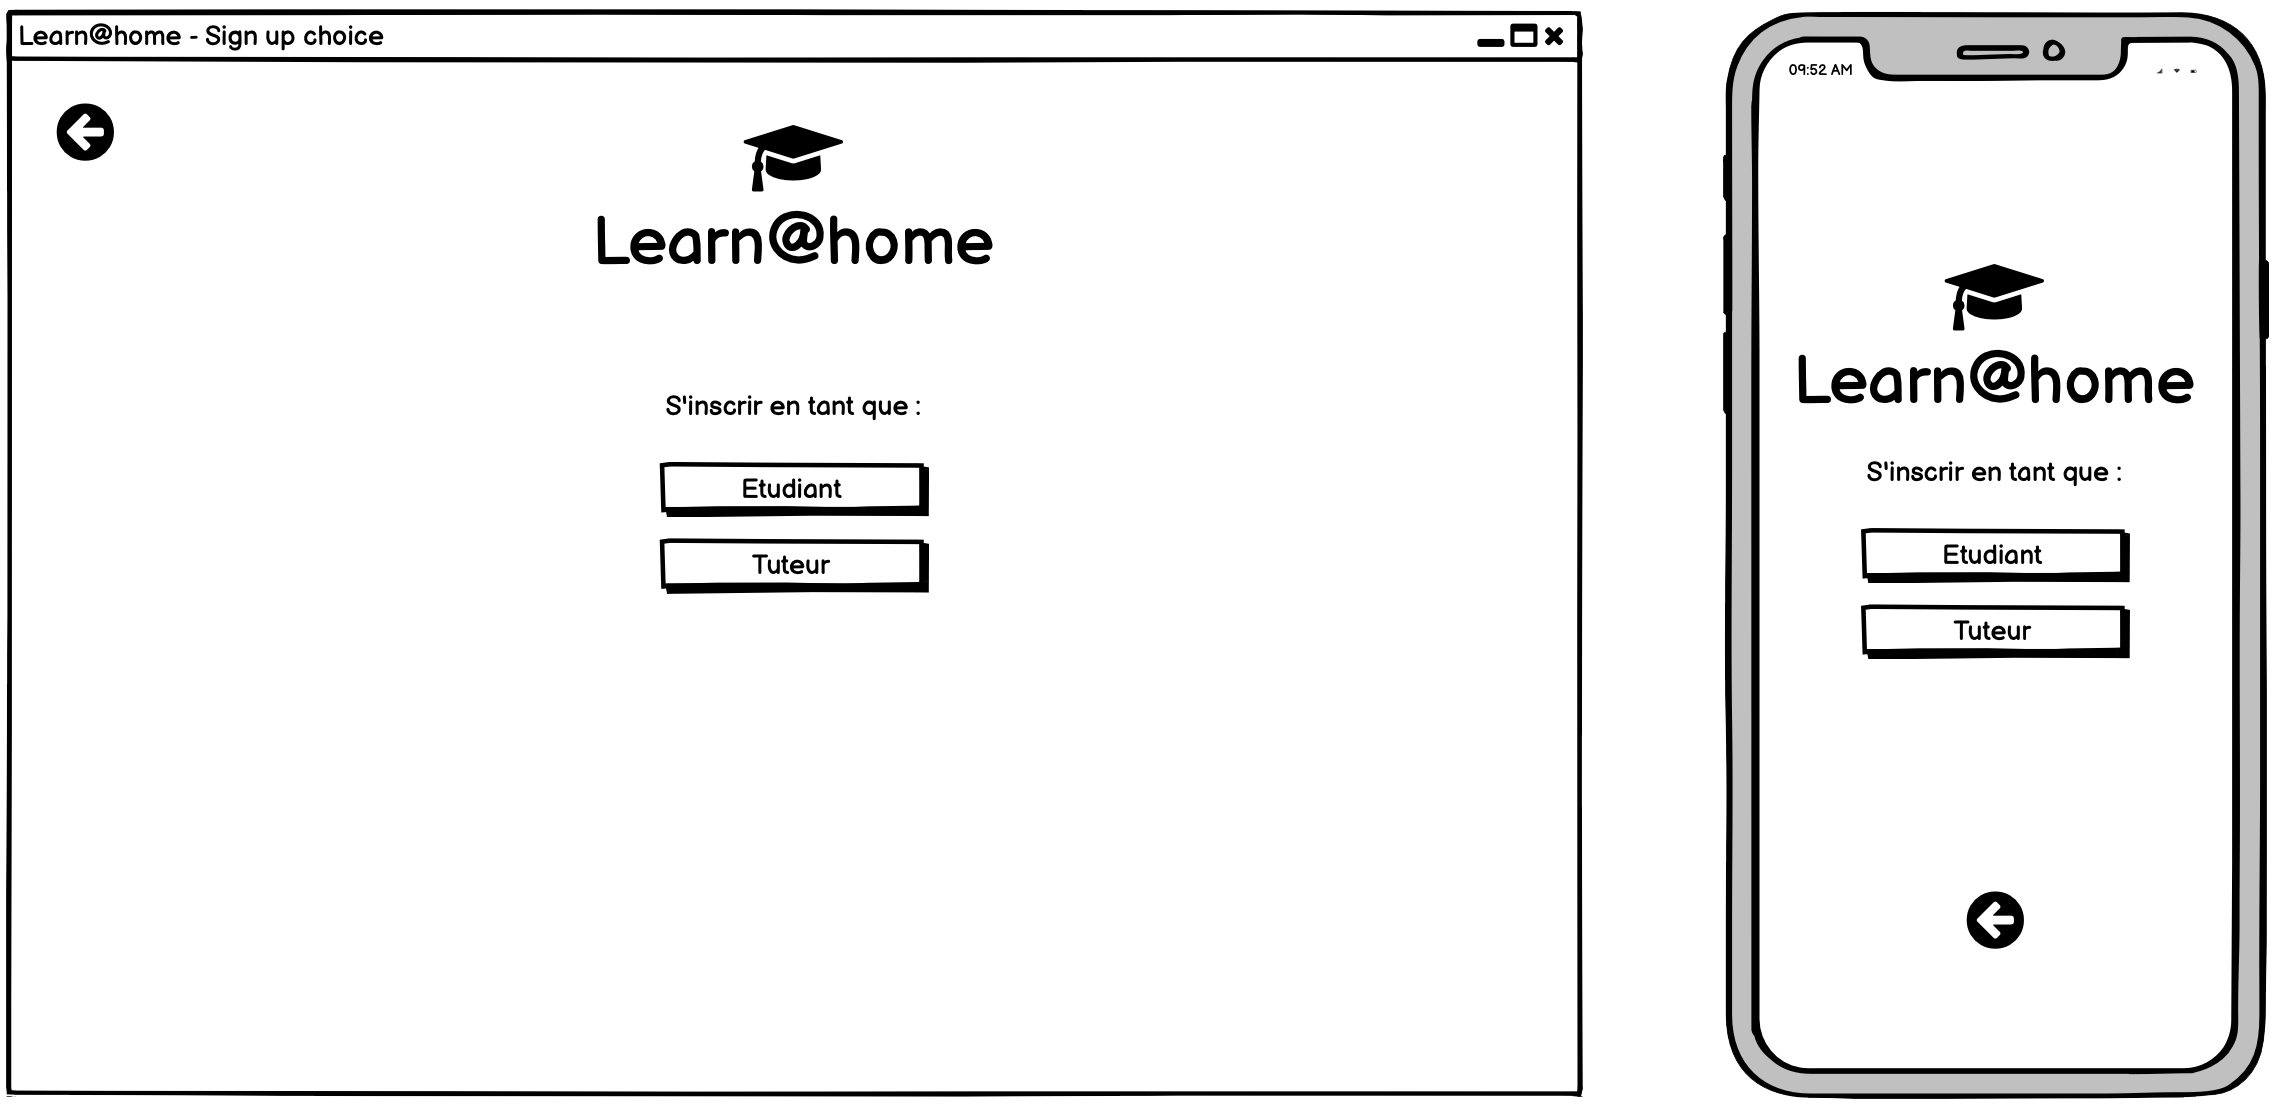 Learn@home - Sign up choice
Learn@home
S'inscrir en tant que :
Etudiant
Tuteur
09:52 AM
Learn@home
S'inscrir en tant que :
Etudiant
Tuteur